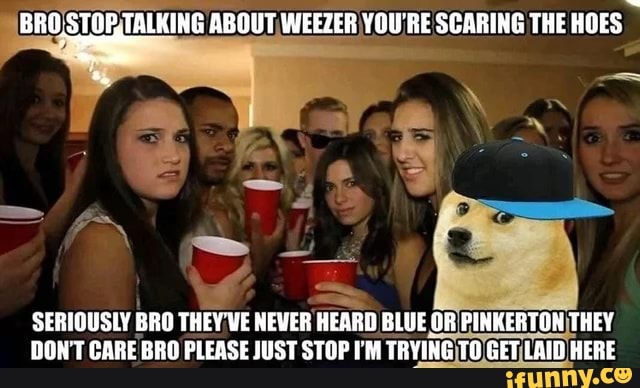 BRO STOP TALKING ABOUT WEEZER YOU'RE SCARING THE HOES
SERIOUSLY BRO THEY'VE NEVER HEARD BLUE OR PINKERTON THEY
DON'T CARE BRO PLEASE JUST STOP I'M TRYING TO GET LAID HERE
ifunny.co